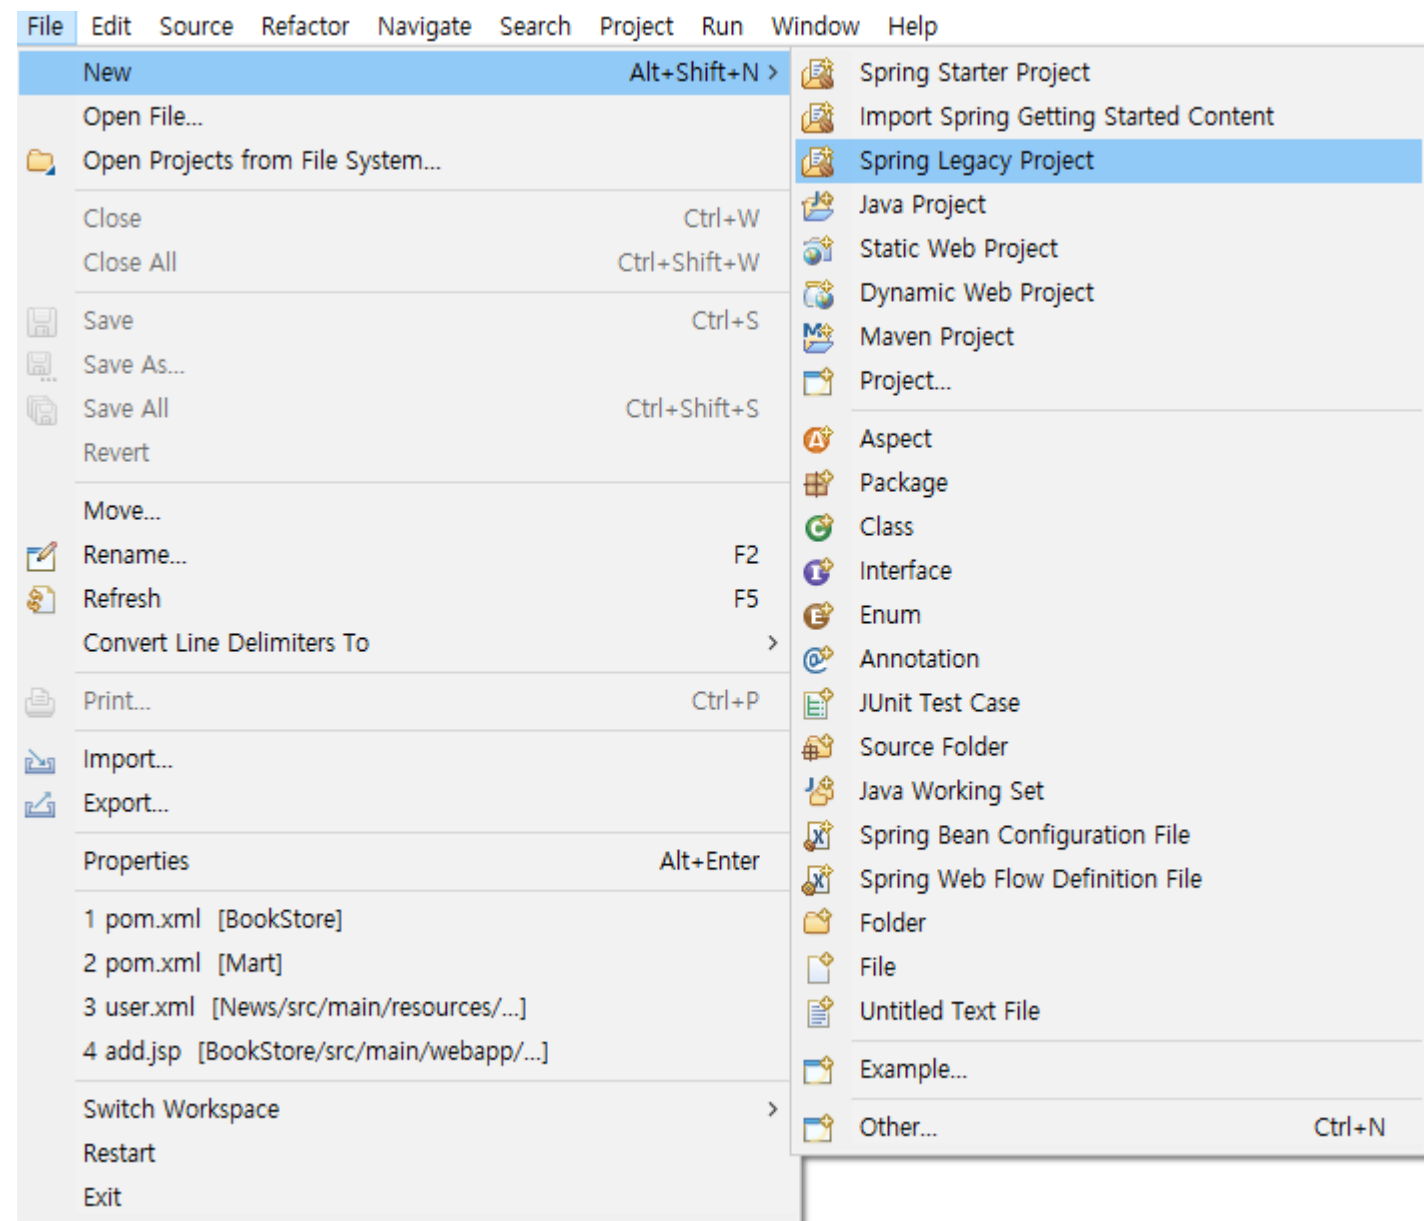 File Edit Source Refactor Navigate Search Project Run Window Help
New Alt+Shift+N >
Open File...
Open Projects from File System...
Close Ctrl+W
Close All Ctrl+Shift+W
Save Ctrl+S
Save As...
Save All Ctrl+Shift+S
Revert
Move...
Rename... F2
Refresh F5
Convert Line Delimiters To >
Print... Ctrl+P
Import...
Export...
Properties Alt+Enter
1 pom.xml [BookStore]
2 pom.xml [Mart]
3 user.xml [News/src/main/resources/...]
4 add.jsp [BookStore/src/main/webapp/...]
Switch Workspace >
Restart
Exit
Spring Starter Project
Import Spring Getting Started Content
Spring Legacy Project
Java Project
Static Web Project
Dynamic Web Project
Maven Project
Project...
Aspect
Package
Class
Interface
Enum
Annotation
JUnit Test Case
Source Folder
Java Working Set
Spring Bean Configuration File
Spring Web Flow Definition File
Folder
File
Untitled Text File
Example...
Other... Ctrl+N